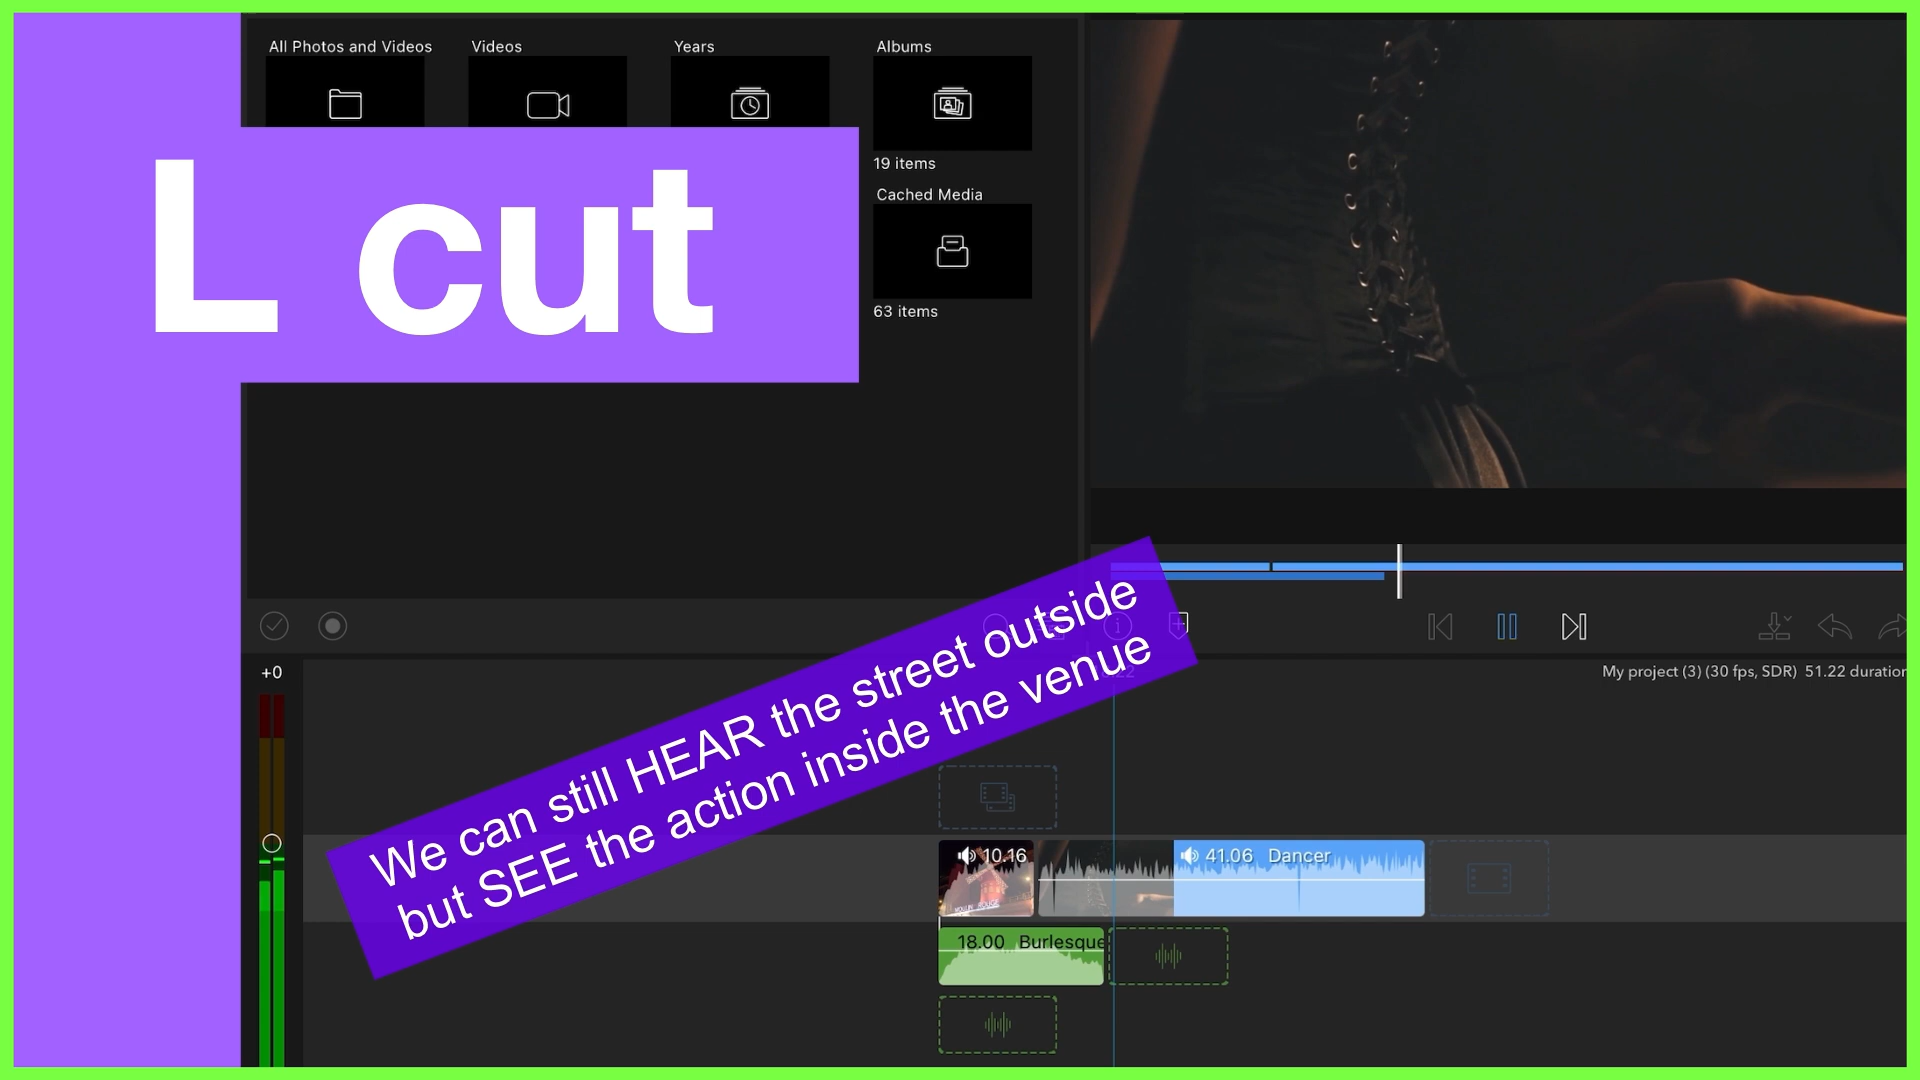 All Photos and Videos
Videos
Years
Albums
19 items
Cached Media
63 items
L cut
We can still HEAR the street outside
but SEE the action inside the venue
+0
My project (3) (30 fps, SDR) 51.22 duration
10.16
41.06 Dancer
18.00 Burlesque